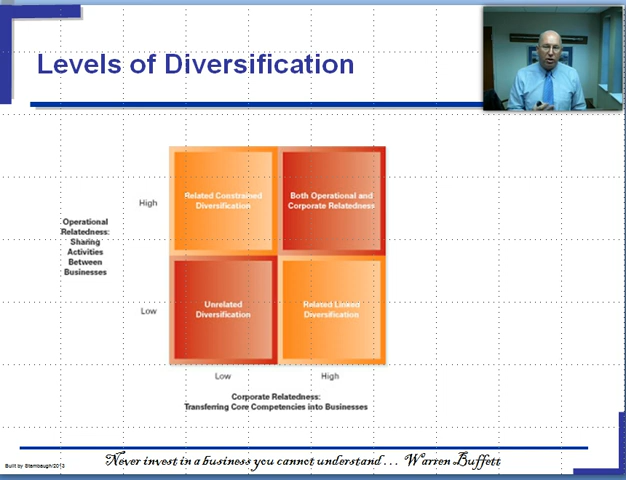 Levels of Diversification
Related Constrained
Diversification
Both Operational and
Corporate Relatedness
High
Operational
Relatedness:
Sharing
Activities
Between
Businesses
Unrelated
Diversification
Related Linked
Diversification
Low
Low
High
Corporate Relatedness:
Transferring Core Competencies into Businesses
Never invest in a business you cannot understand . . . Warren Buffett
Built by Stambaugh/2013